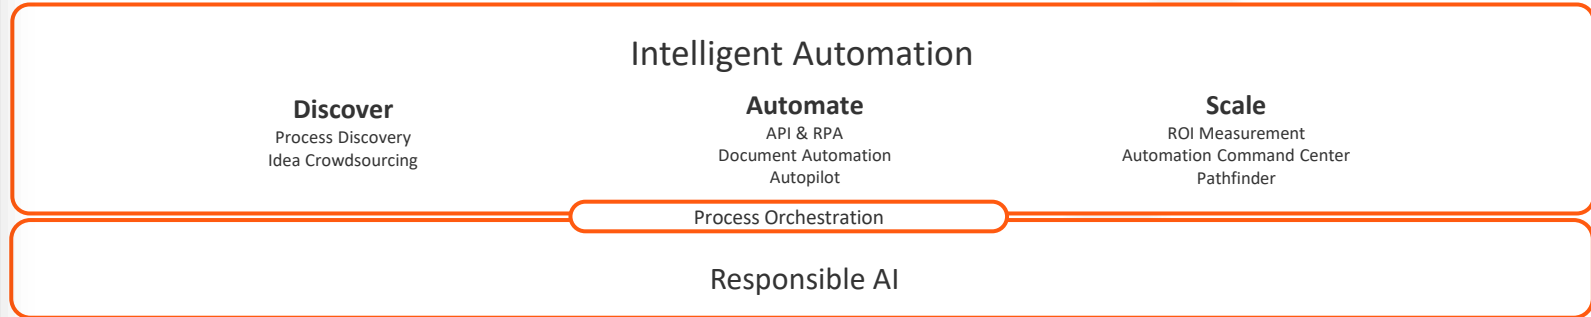 Intelligent Automation
Discover
Process Discovery
Idea Crowdsourcing
Automate
API & RPA
Document Automation
Autopilot
Scale
ROI Measurement
Automation Command Center
Pathfinder
Process Orchestration
Responsible AI